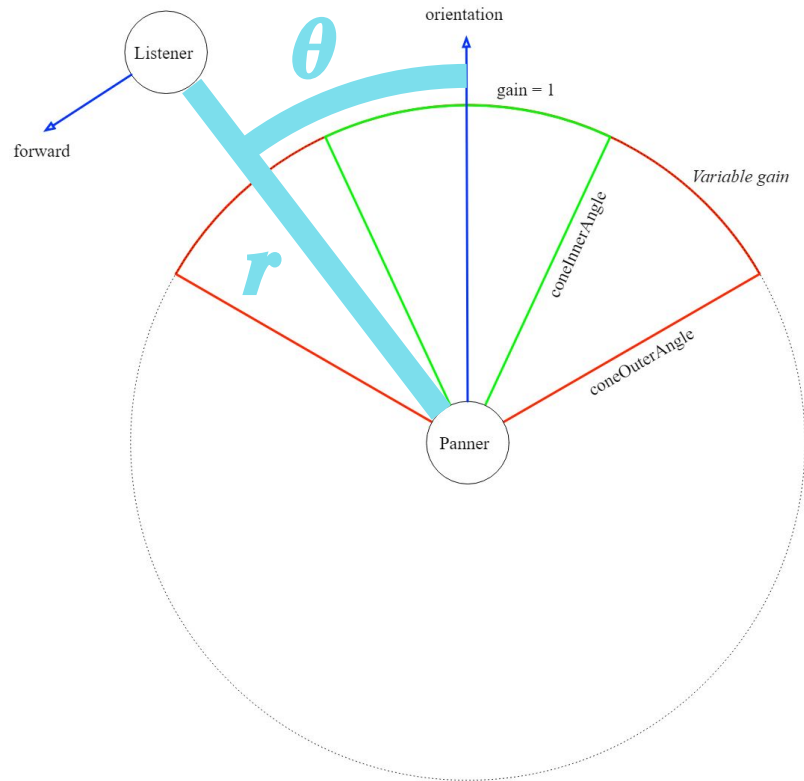 orientation
θ
Listener
gain = 1
forward
Variable gain
coneInnerAngle
r
coneOuterAngle
Panner